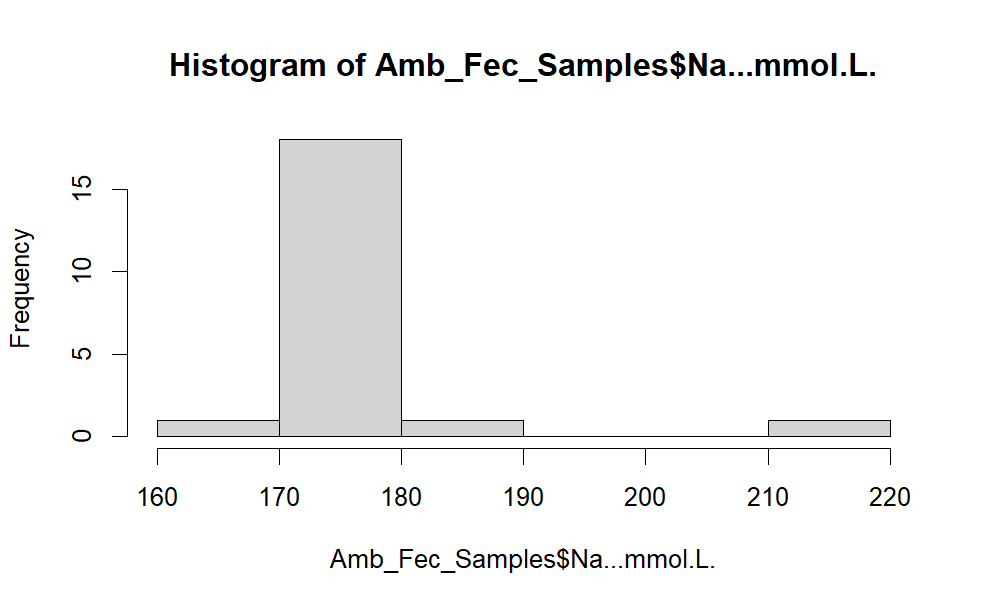 Histogram of Amb_Fec_Samples$Na...mmol.L.
Frequency
15
10
5
0
160 170 180 190 200 210 220
Amb_Fec_Samples$Na...mmol.L.